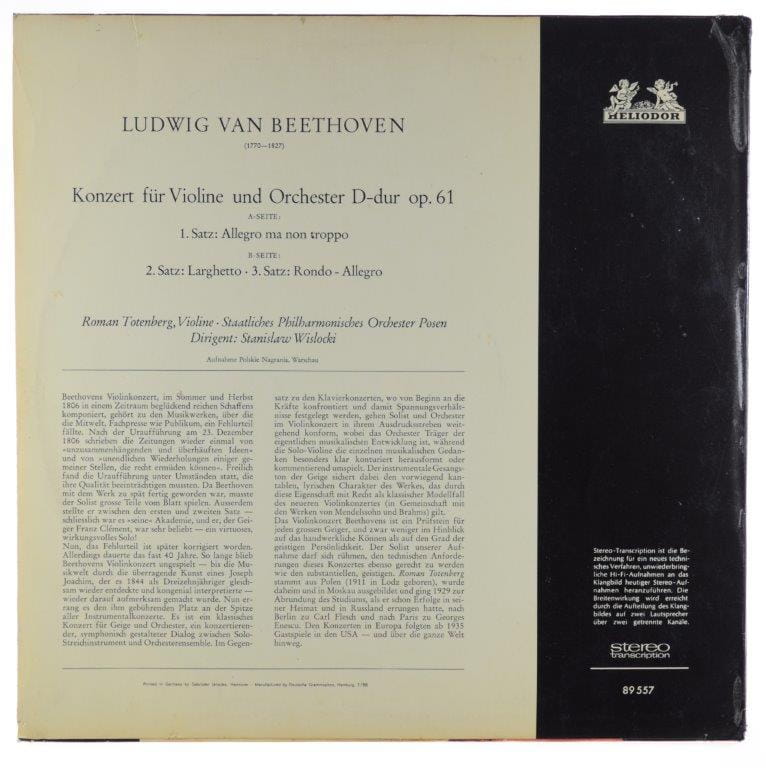 LUDWIG VAN BEETHOVEN
(1770—1827)
Konzert für Violine und Orchester D-dur op. 61
A-SEITE:
1. Satz: Allegro ma non troppo
B-SEITE:
2. Satz: Larghetto · 3. Satz: Rondo - Allegro
Roman Totenberg, Violine · Staatliches Philharmonisches Orchester Posen
Dirigent: Stanislaw Wislocki
Aufnahme Polskie Nagrania, Warschau
Beethovens Violinkonzert, im Sommer und Herbst
1806 in einem Zeitraum beglückend reichen Schaffens
komponiert, gehört zu den Musikwerken, über die
die Mitwelt, Fachpresse wie Publikum, ein Fehlurteil
fällte. Nach der Uraufführung am 23. Dezember
1806 schrieben die Zeitungen wieder einmal von
»unzusammenhängenden und überhäuften Ideen«
und von »unendlichen Wiederholungen einiger ge-
meiner Stellen, die recht ermüden können«. Freilich
fand die Uraufführung unter Umständen statt, die
ihre Qualität beeinträchtigen mussten. Da Beethoven
mit dem Werk zu spät fertig geworden war, musste
der Solist grosse Teile vom Blatt spielen. Ausserdem
stellte er zwischen den ersten und zweiten Satz —
schliesslich war es »seine« Akademie, und er, der Gei-
ger Franz Clément, war sehr beliebt — ein virtuoses,
wirkungsvolles Solo!
Nun, das Fehlurteil ist später korrigiert worden.
Allerdings dauerte das fast 40 Jahre. So lange blieb
Beethovens Violinkonzert ungespielt — bis die Mu-
sikwelt durch die überragende Kunst eines Joseph
Joachim, der es 1844 als Dreizehnjähriger gleich-
sam wieder entdeckte und kongenial interpretierte —
wieder darauf aufmerksam gemacht wurde. Nun er-
rang es den ihm gebührenden Platz an der Spitze
aller Instrumentalkonzerte. Es ist ein klassisches
Konzert für Geige und Orchester, ein konzertieren-
der, symphonisch gestalteter Dialog zwischen Solo-
Streichinstrument und Orchesterensemble. Im Gegen-
satz zu den Klavierkonzerten, wo von Beginn an die
Kräfte konfrontiert und damit Spannungsverhält-
nisse festgelegt werden, gehen Solist und Orchester
im Violinkonzert in ihrem Ausdrucksstreben weit-
gehend konform, wobei das Orchester Träger der
eigentlichen musikalischen Entwicklung ist, während
die Solo-Violine die einzelnen musikalischen Gedan-
ken besonders klar konturiert herausformt oder
kommentierend umspielt. Der instrumentale Gesangs-
ton der Geige sichert dabei den vorwiegend kan-
tablen, lyrischen Charakter des Werkes, das durch
diese Eigenschaft mit Recht als klassischer Modellfall
des neueren Violinkonzertes (in Gemeinschaft mit
den Werken von Mendelssohn und Brahms) gilt.
Das Violinkonzert Beethovens ist ein Prüfstein für
jeden grossen Geiger, und zwar weniger im Hinblick
auf das handwerkliche Können als auf den Grad der
geistigen Persönlichkeit. Der Solist unserer Auf-
nahme darf sich rühmen, den technischen Anforde-
rungen dieses Konzertes ebenso gerecht zu werden
wie den substantiellen, geistigen. Roman Totenberg
stammt aus Polen (1911 in Lodz geboren), wurde
daheim und in Moskau ausgebildet und ging 1929 zur
Abrundung des Studiums, als er schon Erfolge in sei-
ner Heimat und in Russland errungen hatte, nach
Berlin zu Carl Flesch und nach Paris zu Georges
Enescu. Den Konzerten in Europa folgten ab 1935
Gastspiele in den USA — und über die ganze Welt
hinweg.
Printed in Germany by Gebrüder Jänecke, Hannover · Manufactured by Deutsche Grammophon, Hamburg
HELIODOR
Stereo-Transcription ist die Be-
zeichnung für ein neues techni-
sches Verfahren, unwiederbring-
liche Hi-Fi-Aufnahmen an das
Klangbild heutiger Stereo-Auf-
nahmen heranzuführen. Die
Breitenwirkung wird erreicht
durch die Aufteilung des Klang-
bildes auf zwei Lautsprecher
über zwei getrennte Kanäle.
stereo
transcription
89 557